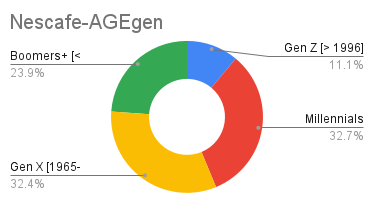 Nescafe-AGEgen
Gen Z [> 1996]
11.1%
Millennials
32.7%
Gen X [1965-
32.4%
Boomers+ [<
23.9%